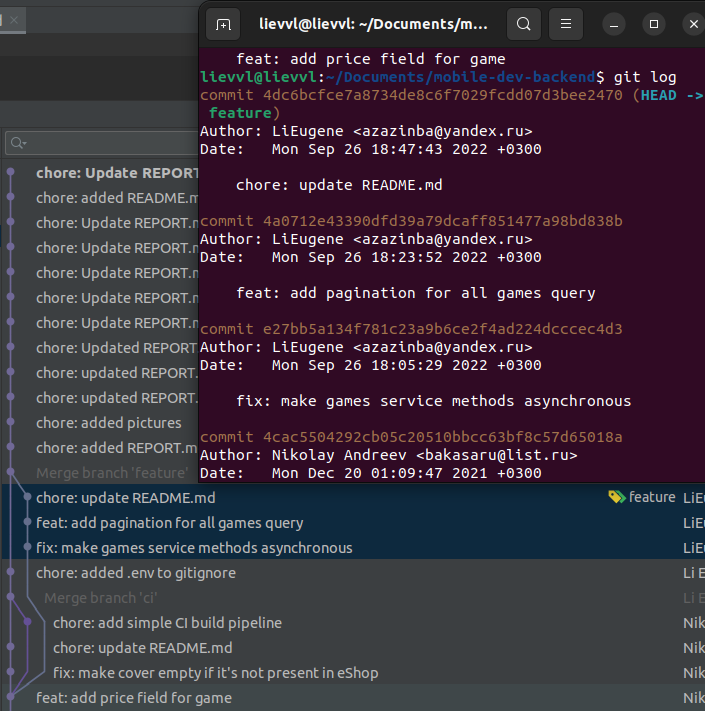 lievvl@lievvl: ~/Documents/m...
feat: add price field for game
lievvl@lievvl:~/Documents/mobile-dev-backend$ git log
commit 4dc6bcfce7a8734de8c6f7029fcdd07d3bee2470 (HEAD ->
feature)
Author: LiEugene <azazinba@yandex.ru>
Date:   Mon Sep 26 18:47:43 2022 +0300
chore: update README.md
commit 4a0712e43390dfd39a79dcaff851477a98bd838b
Author: LiEugene <azazinba@yandex.ru>
Date:   Mon Sep 26 18:23:52 2022 +0300
feat: add pagination for all games query
commit e27bb5a134f781c23a9b6ce2f4ad224dcccec4d3
Author: LiEugene <azazinba@yandex.ru>
Date:   Mon Sep 26 18:05:29 2022 +0300
fix: make games service methods asynchronous
commit 4cac5504292cb05c20510bbcc63bf8c57d65018a
Author: Nikolay Andreev <bakasaru@list.ru>
Date:   Mon Dec 20 01:09:47 2021 +0300
chore: Update REPORT
chore: added README.m
chore: Update REPORT.m
chore: Update REPORT.m
chore: Update REPORT.m
chore: Update REPORT.m
chore: Update REPORT.m
chore: Updated REPORT
chore: updated REPORT
chore: updated REPORT
chore: added pictures
chore: added REPORT.m
Merge branch 'feature'
chore: update README.md feature LiEu
feat: add pagination for all games query LiEu
fix: make games service methods asynchronous LiEu
chore: added .env to gitignore Li E
Merge branch 'ci' Li E
chore: add simple CI build pipeline Nik
chore: update README.md Nik
fix: make cover empty if it's not present in eShop Nik
feat: add price field for game Nik